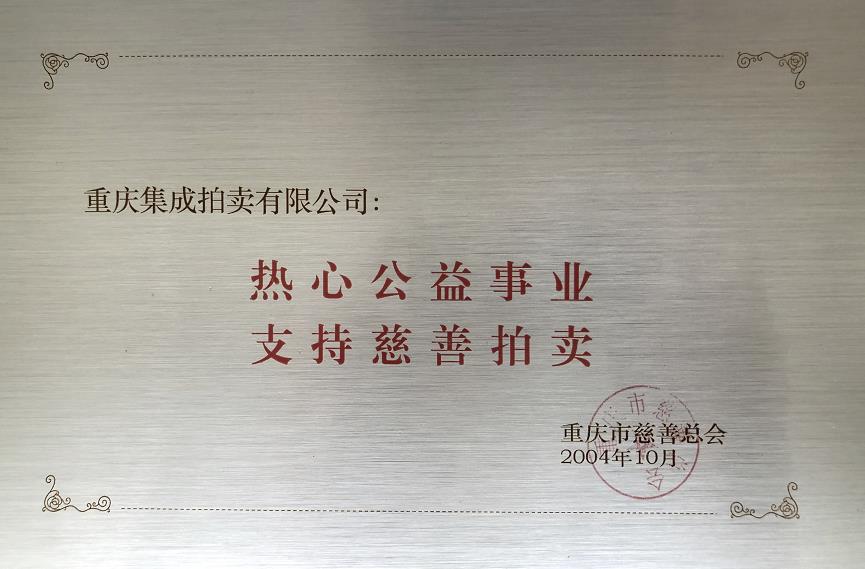 重庆集成拍卖有限公司：
热心公益事业
支持慈善拍卖
重庆市慈善总会
2004年10月